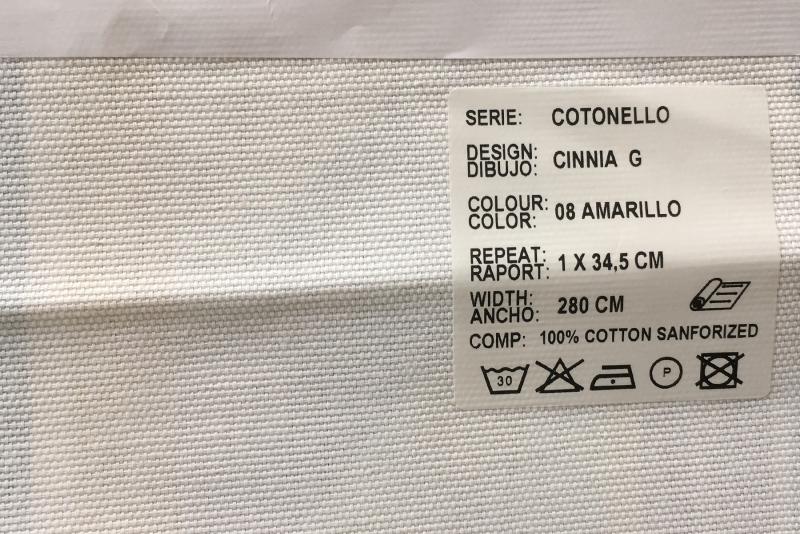 SERIE: COTONELLO
DESIGN:
DIBUJO: CINNIA G
COLOUR:
COLOR: 08 AMARILLO
REPEAT:
RAPORT: 1 X 34,5 CM
WIDTH:
ANCHO: 280 CM
COMP: 100% COTTON SANFORIZED
30 P